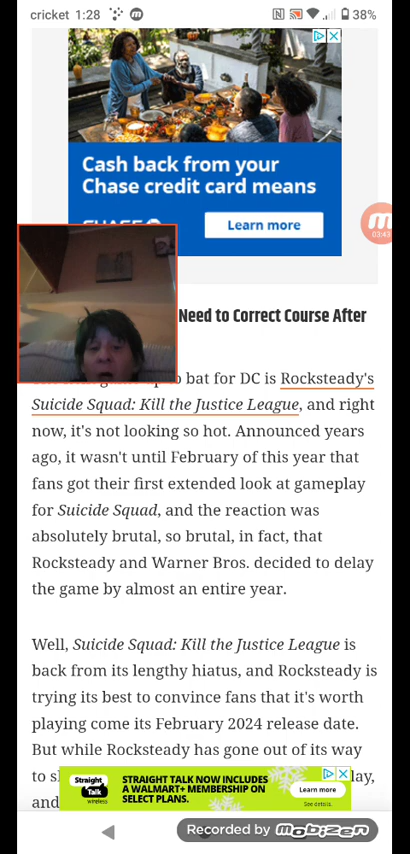 cricket 1:28 38%
Cash back from your
Chase credit card means
Learn more
03:43
Need to Correct Course After
bat for DC is Rocksteady's
Suicide Squad: Kill the Justice League, and right
now, it's not looking so hot. Announced years
ago, it wasn't until February of this year that
fans got their first extended look at gameplay
for Suicide Squad, and the reaction was
absolutely brutal, so brutal, in fact, that
Rocksteady and Warner Bros. decided to delay
the game by almost an entire year.
Well, Suicide Squad: Kill the Justice League is
back from its lengthy hiatus, and Rocksteady is
trying its best to convince fans that it's worth
playing come its February 2024 release date.
But while Rocksteady has gone out of its way
to
and
Straight Talk wireless
STRAIGHT TALK NOW INCLUDES
A WALMART+ MEMBERSHIP ON
SELECT PLANS.
Learn more
See details.
Recorded by mobizen